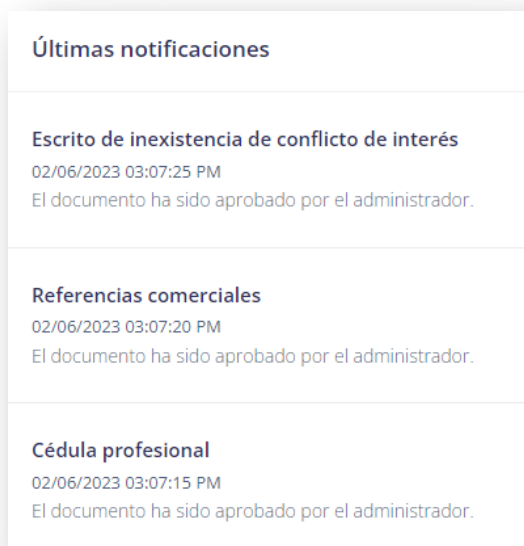 Últimas notificaciones
Escrito de inexistencia de conflicto de interés
02/06/2023 03:07:25 PM
El documento ha sido aprobado por el administrador.
Referencias comerciales
02/06/2023 03:07:20 PM
El documento ha sido aprobado por el administrador.
Cédula profesional
02/06/2023 03:07:15 PM
El documento ha sido aprobado por el administrador.